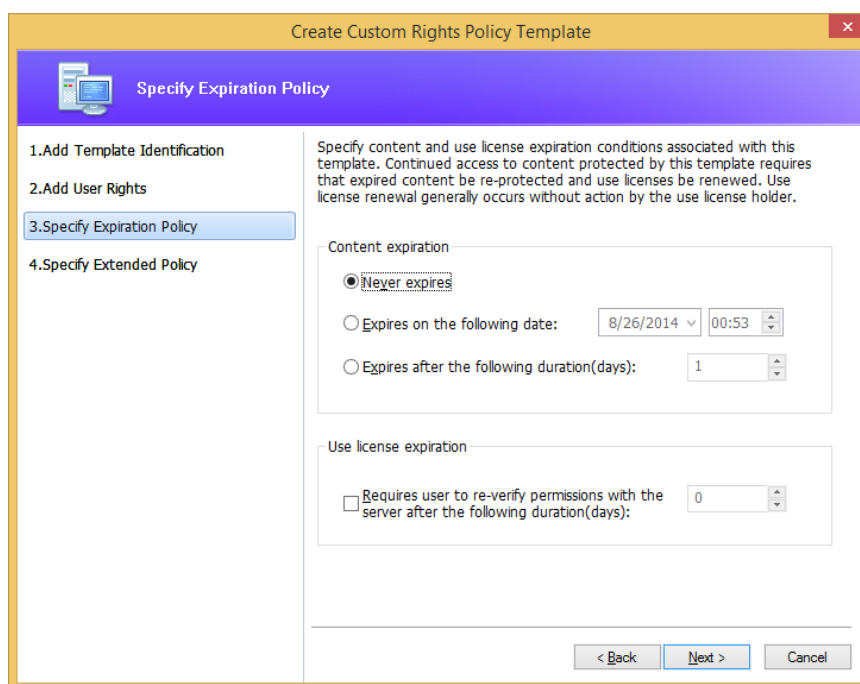 Create Custom Rights Policy Template
Specify Expiration Policy
1.Add Template Identification
2.Add User Rights
3.Specify Expiration Policy
4.Specify Extended Policy
Specify content and use license expiration conditions associated with this
template. Continued access to content protected by this template requires
that expired content be re-protected and use licenses be renewed. Use
license renewal generally occurs without action by the use license holder.
Content expiration
Never expires
Expires on the following date: 8/26/2014 00:53
Expires after the following duration(days): 1
Use license expiration
Requires user to re-verify permissions with the
server after the following duration(days): 0
< Back Next > Cancel